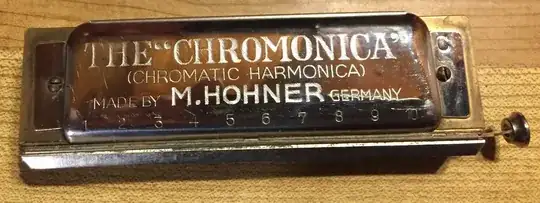 THE "CHROMONICA"
(CHROMATIC HARMONICA)
MADE BY M. HOHNER GERMANY
1 2 3 4 5 6 7 8 9 10